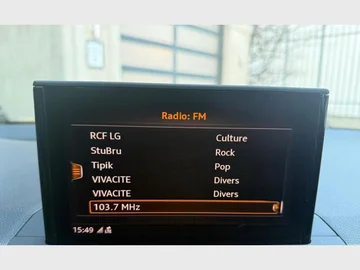 Radio: FM
RCF LG Culture
StuBru Rock
Tipik Pop
VIVACITE Divers
VIVACITE Divers
103.7 MHz
15:49